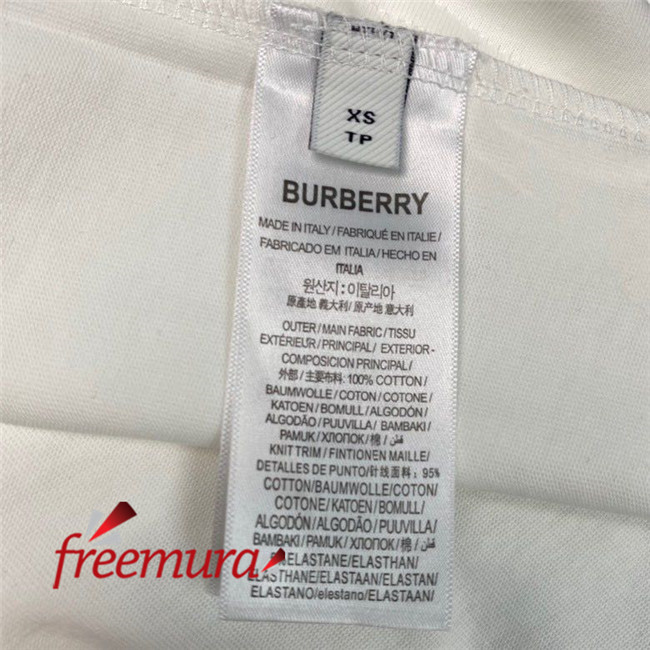 XS
TP
BURBERRY
MADE IN ITALY / FABRIQUÉ EN ITALIE /
FABRICADO EM ITALIA / HECHO EN
ITALIA
원산지 : 이탈리아
原產地 義大利 / 原产地 意大利
OUTER / MAIN FABRIC / TISSU
EXTÉRIEUR / PRINCIPAL / EXTERIOR-
COMPOSICION PRINCIPAL /
外部 / 主要布料: 100% COTTON /
BAUMWOLLE / COTON / COTONE /
KATOEN / BOMULL / ALGODÓN /
ALGODÃO / PUUVILLA / BAMBAKI /
PAMUK / ХЛОПОК / 棉 / قطن /
KNIT TRIM / FINTIONEN MAILLE /
DETALLES DE PUNTO / 针线面料 : 95%
COTTON/BAUMWOLLE/COTON/
COTONE/KATOEN/BOMULL/
ALGODÓN / ALGODÃO / PUUVILLA /
BAMBAKI / PAMUK / ХЛОПОК / 棉 / قطن /
ELASTANE/ELASTHAN/
ELASTHANE/ELASTAAN/ELASTAN/
ELASTANO/elestano/ELASTAAN/
freemura